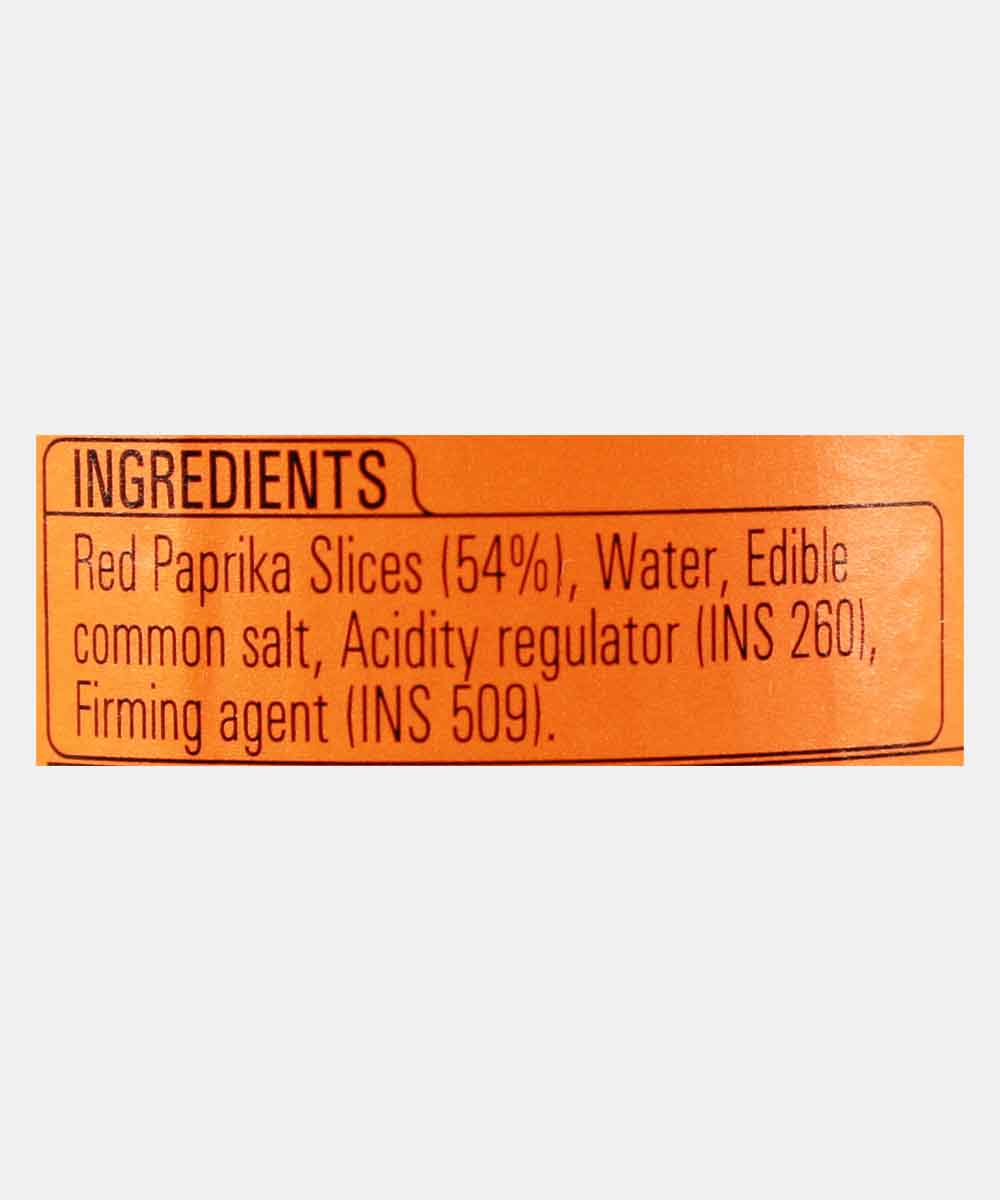 INGREDIENTS
Red Paprika Slices (54%), Water, Edible
common salt, Acidity regulator (INS 260),
Firming agent (INS 509).